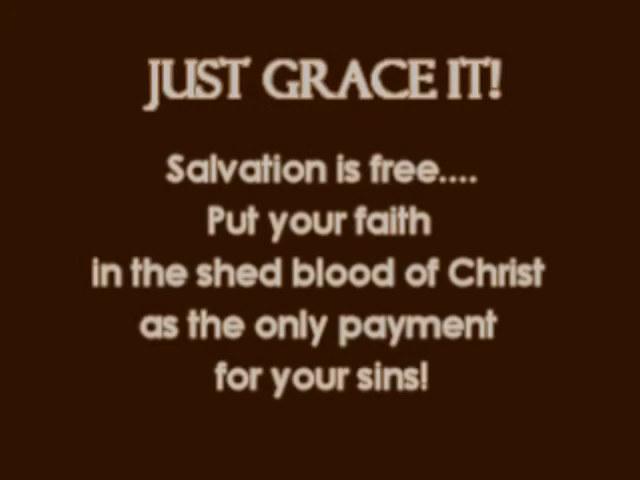 JUST GRACE IT!
Salvation is free....
Put your faith
in the shed blood of Christ
as the only payment
for your sins!